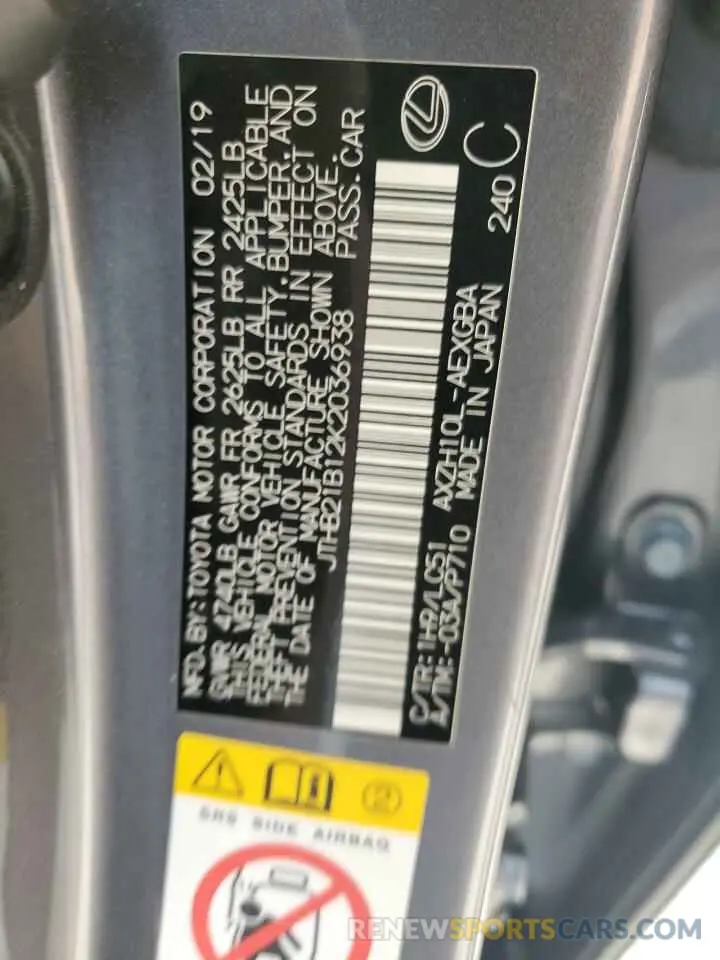 MFD.BY:TOYOTA MOTOR CORPORATION 02/19
GVWR 4740LB GAWR FR 2625LB RR 2425LB
THIS VEHICLE CONFORMS TO ALL APPLICABLE
FEDERAL MOTOR VEHICLE SAFETY,BUMPER,AND
THEFT PREVENTION STANDARDS IN EFFECT ON
THE DATE OF MANUFACTURE SHOWN ABOVE.
JTHB21B12K2036938 PASS.CAR
C/TR:1H9/LC51 AXZH10L-AEXGBA 240 C
A/TM:-03A/P710 MADE IN JAPAN
SRS SIDE AIRBAG
RENEWSPORTSCARS.COM